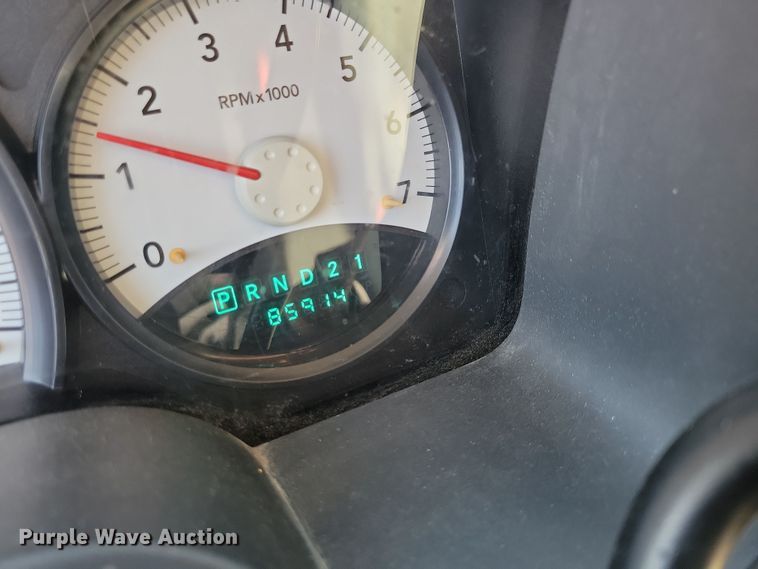 0 1 2 3 4 5 6 7
RPM x 1000
P R N D 2 1
85914
Purple Wave Auction